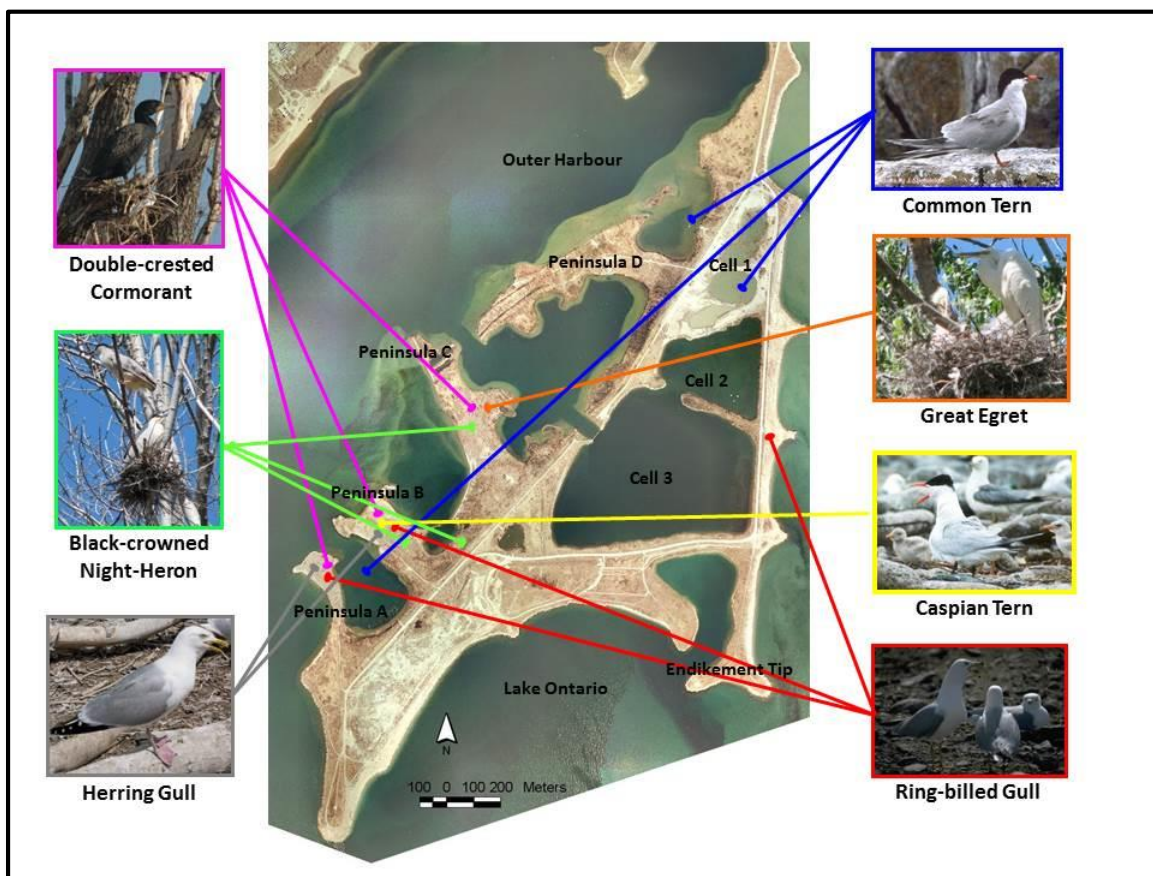 Double-crested
Cormorant
Black-crowned
Night-Heron
Herring Gull
Outer Harbour
Peninsula D
Cell 1
Peninsula C
Cell 2
Cell 3
Peninsula B
Peninsula A
Endikement Tip
Lake Ontario
N
100 0 100 200 Meters
Common Tern
Great Egret
Caspian Tern
Ring-billed Gull